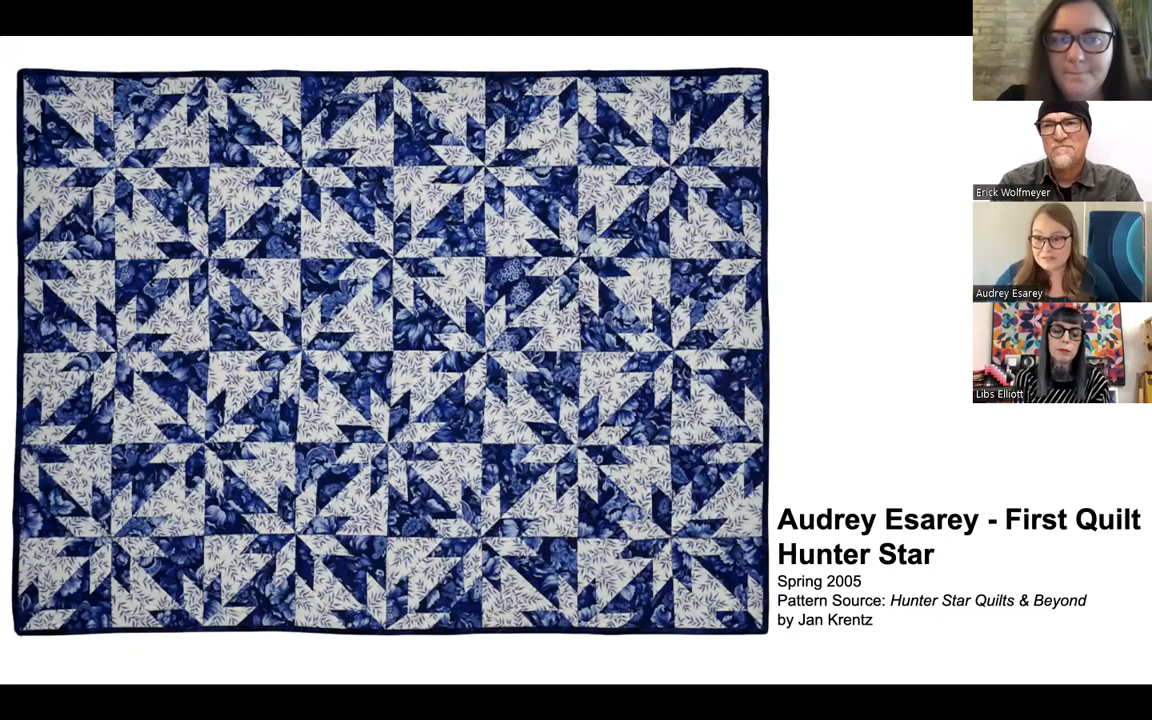 Erick Wolfmeyer
Audrey Esarey
Libs Elliott
Audrey Esarey - First Quilt
Hunter Star
Spring 2005
Pattern Source: Hunter Star Quilts & Beyond
by Jan Krentz